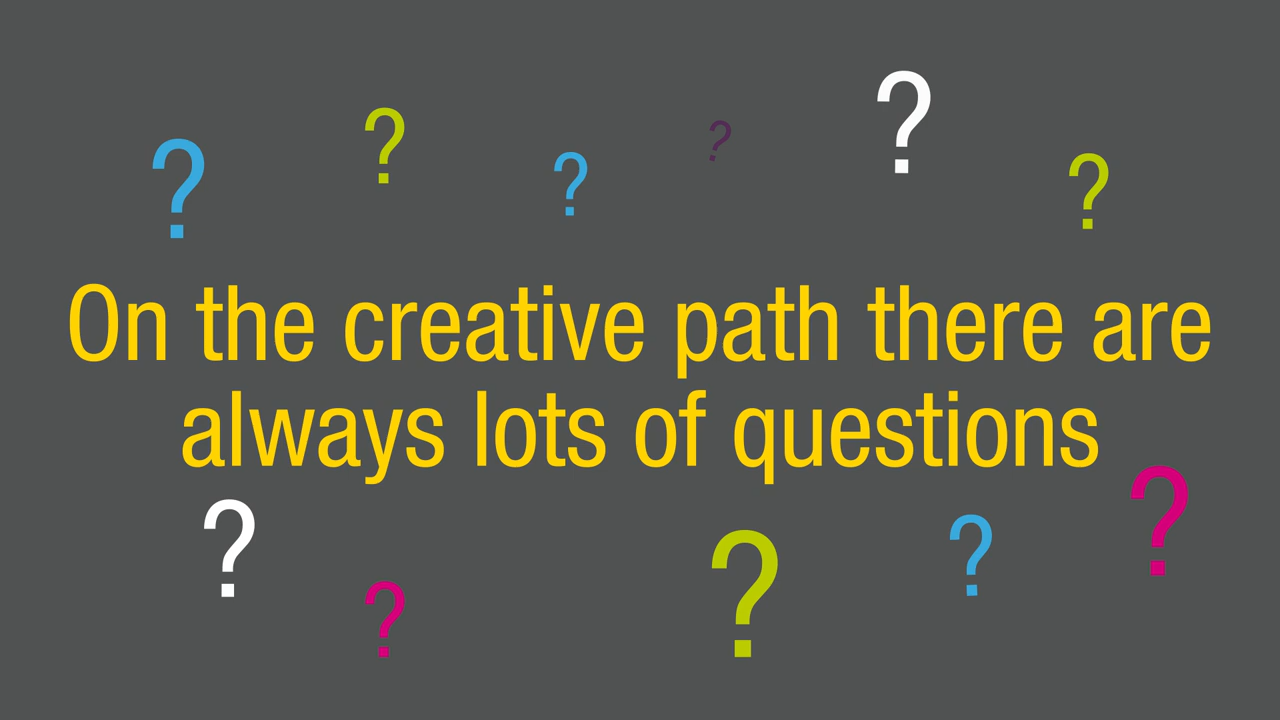 ? ? ? ? ? ?
On the creative path there are
always lots of questions
? ? ? ? ?